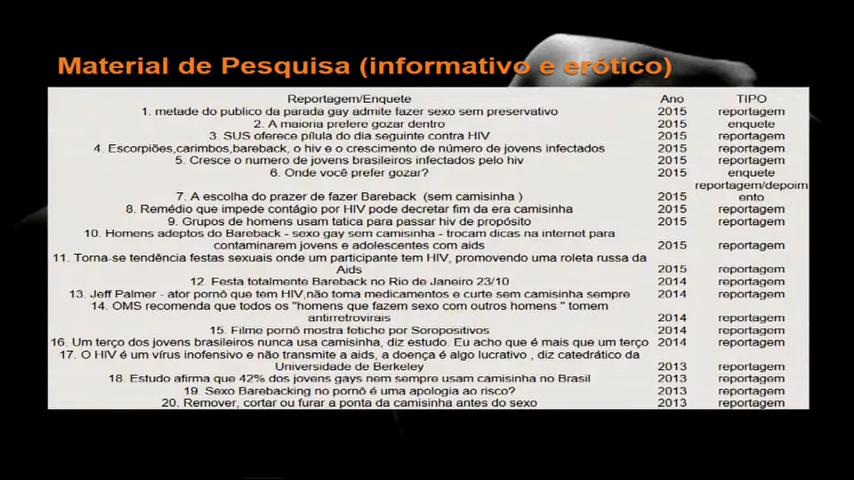 Material de Pesquisa (informativo e erótico)
Reportagem/Enquete Ano TIPO
1. metade do publico da parada gay admite fazer sexo sem preservativo 2015 reportagem
2. A maioria prefere gozar dentro 2015 enquete
3. SUS oferece pílula do dia seguinte contra HIV 2015 reportagem
4. Escorpiões,carimbos,bareback, o hiv e o crescimento de número de jovens infectados 2015 reportagem
5. Cresce o numero de jovens brasileiros infectados pelo hiv 2015 reportagem
6. Onde você prefer gozar? 2015 enquete
reportagem/depoim
7. A escolha do prazer de fazer Bareback (sem camisinha ) 2015 ento
8. Remédio que impede contágio por HIV pode decretar fim da era camisinha 2015 reportagem
9. Grupos de homens usam tatica para passar hiv de propósito 2015 reportagem
10. Homens adeptos do Bareback - sexo gay sem camisinha - trocam dicas na internet para
contaminarem jovens e adolescentes com aids 2015 reportagem
11. Torna-se tendência festas sexuais onde um participante tem HIV, promovendo uma roleta russa da
Aids 2015 reportagem
12. Festa totalmente Bareback no Rio de Janeiro 23/10 2014 reportagem
13. Jeff Palmer - ator pornô que tem HIV,não toma medicamentos e curte sem camisinha sempre 2014 reportagem
14. OMS recomenda que todos os "homens que fazem sexo com outros homens " tomem
antirretrovirais 2014 reportagem
15. Filme pornô mostra fetiche por Soropositivos 2014 reportagem
16. Um terço dos jovens brasileiros nunca usa camisinha, diz estudo. Eu acho que é mais que um terço 2014 reportagem
17. O HIV é um vírus inofensivo e não transmite a aids, a doença é algo lucrativo , diz catedrático da
Universidade de Berkeley 2013 reportagem
18. Estudo afirma que 42% dos jovens gays nem sempre usam camisinha no Brasil 2013 reportagem
19. Sexo Barebacking no pornô é uma apologia ao risco? 2013 reportagem
20. Remover, cortar ou furar a ponta da camisinha antes do sexo 2013 reportagem